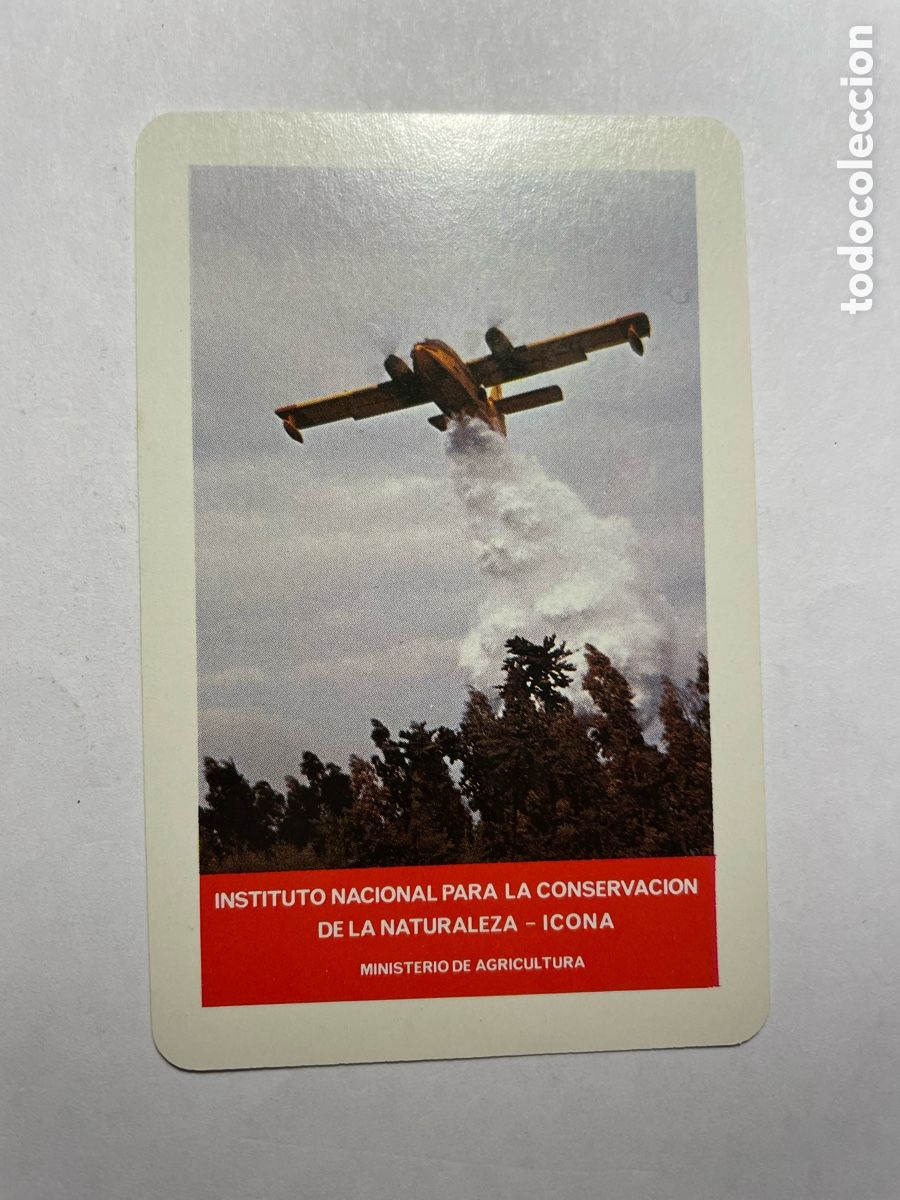 INSTITUTO NACIONAL PARA LA CONSERVACION
DE LA NATURALEZA - ICONA
MINISTERIO DE AGRICULTURA
todocoleccion